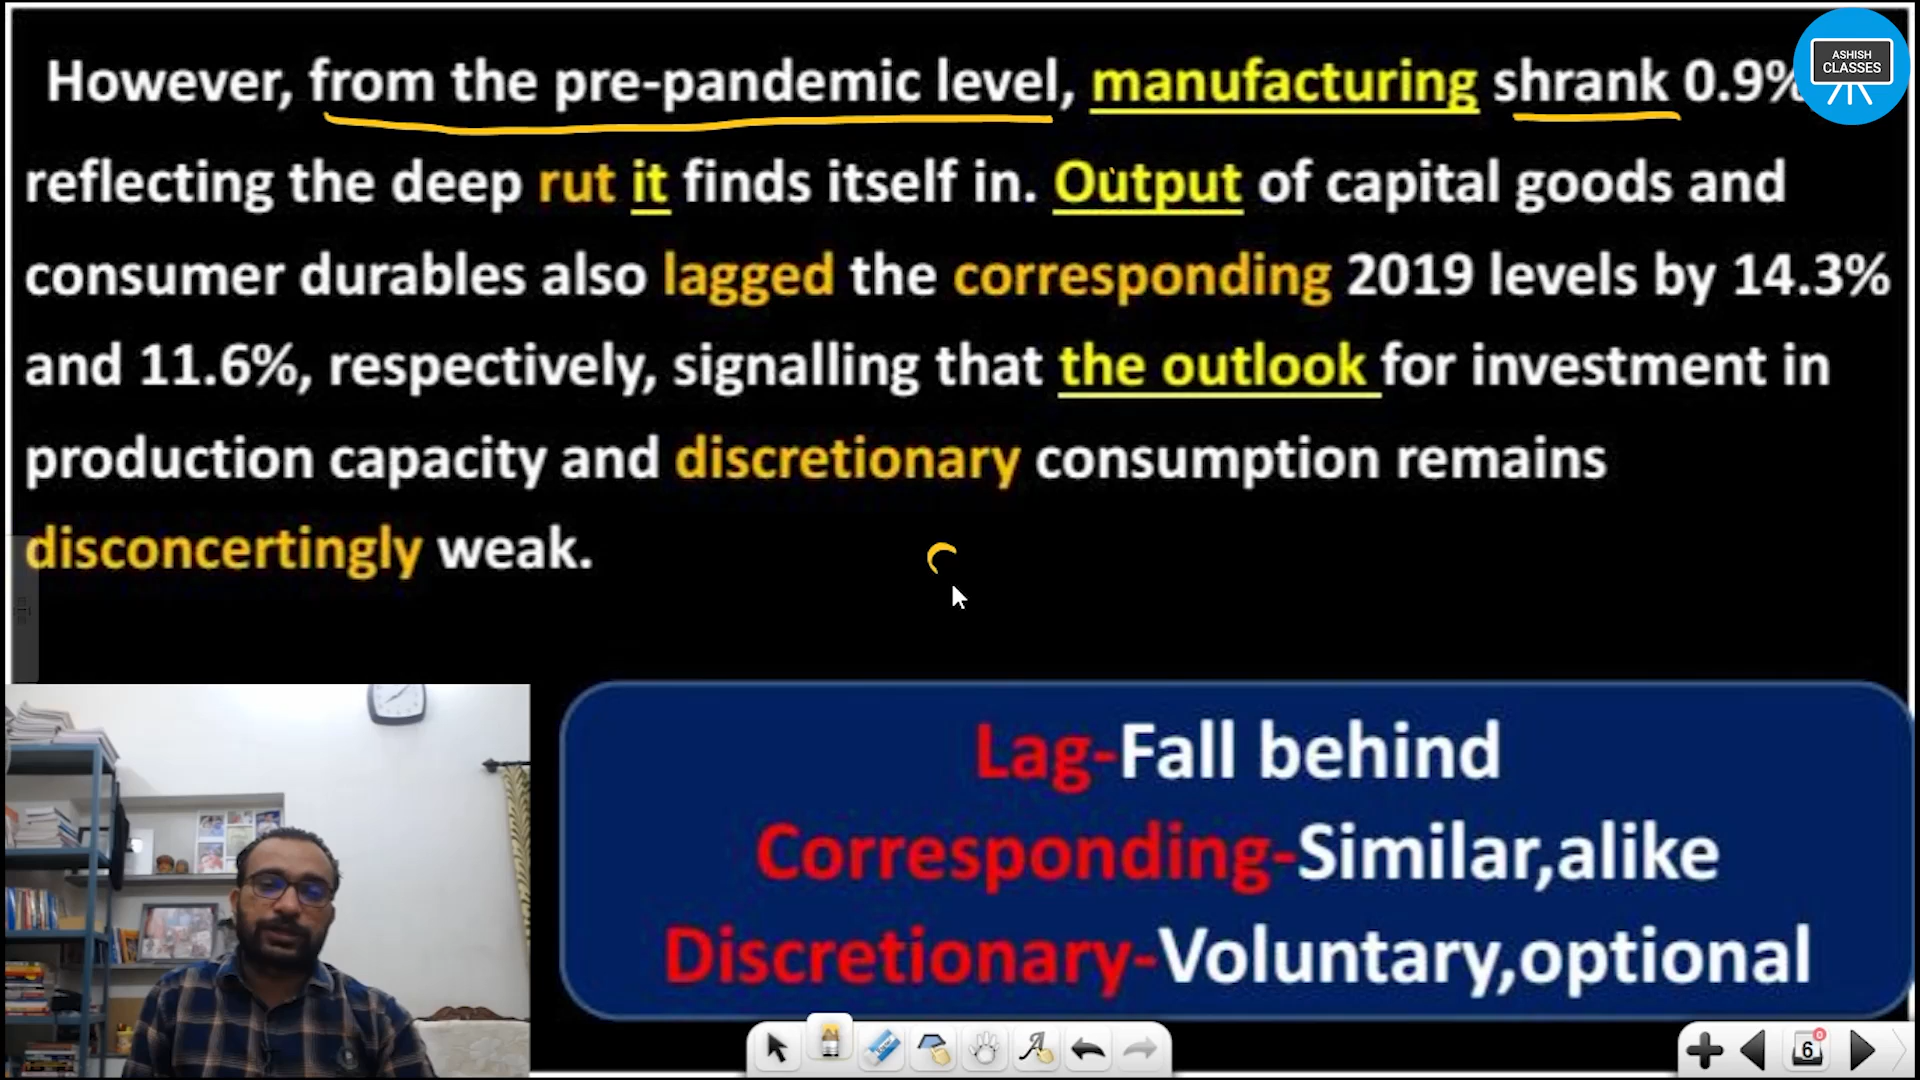 However, from the pre-pandemic level, manufacturing shrank 0.9%
reflecting the deep rut it finds itself in. Output of capital goods and
consumer durables also lagged the corresponding 2019 levels by 14.3%
and 11.6%, respectively, signalling that the outlook for investment in
production capacity and discretionary consumption remains
disconcertingly weak.
ASHISH
CLASSES
Lag-Fall behind
Corresponding-Similar,alike
Discretionary-Voluntary,optional
6
0